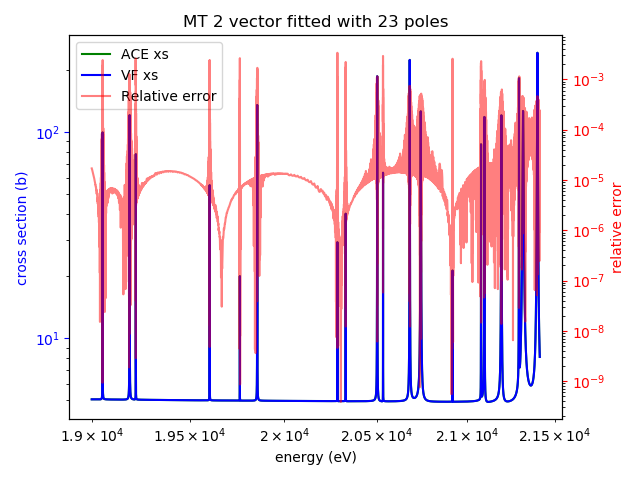 MT 2 vector fitted with 23 poles
ACE xs
VF xs
Relative error
cross section (b)
10²
10¹
relative error
10⁻³
10⁻⁴
10⁻⁵
10⁻⁶
10⁻⁷
10⁻⁸
10⁻⁹
1.9 × 10⁴
1.95 × 10⁴
2 × 10⁴
2.05 × 10⁴
2.1 × 10⁴
2.15 × 10⁴
energy (eV)